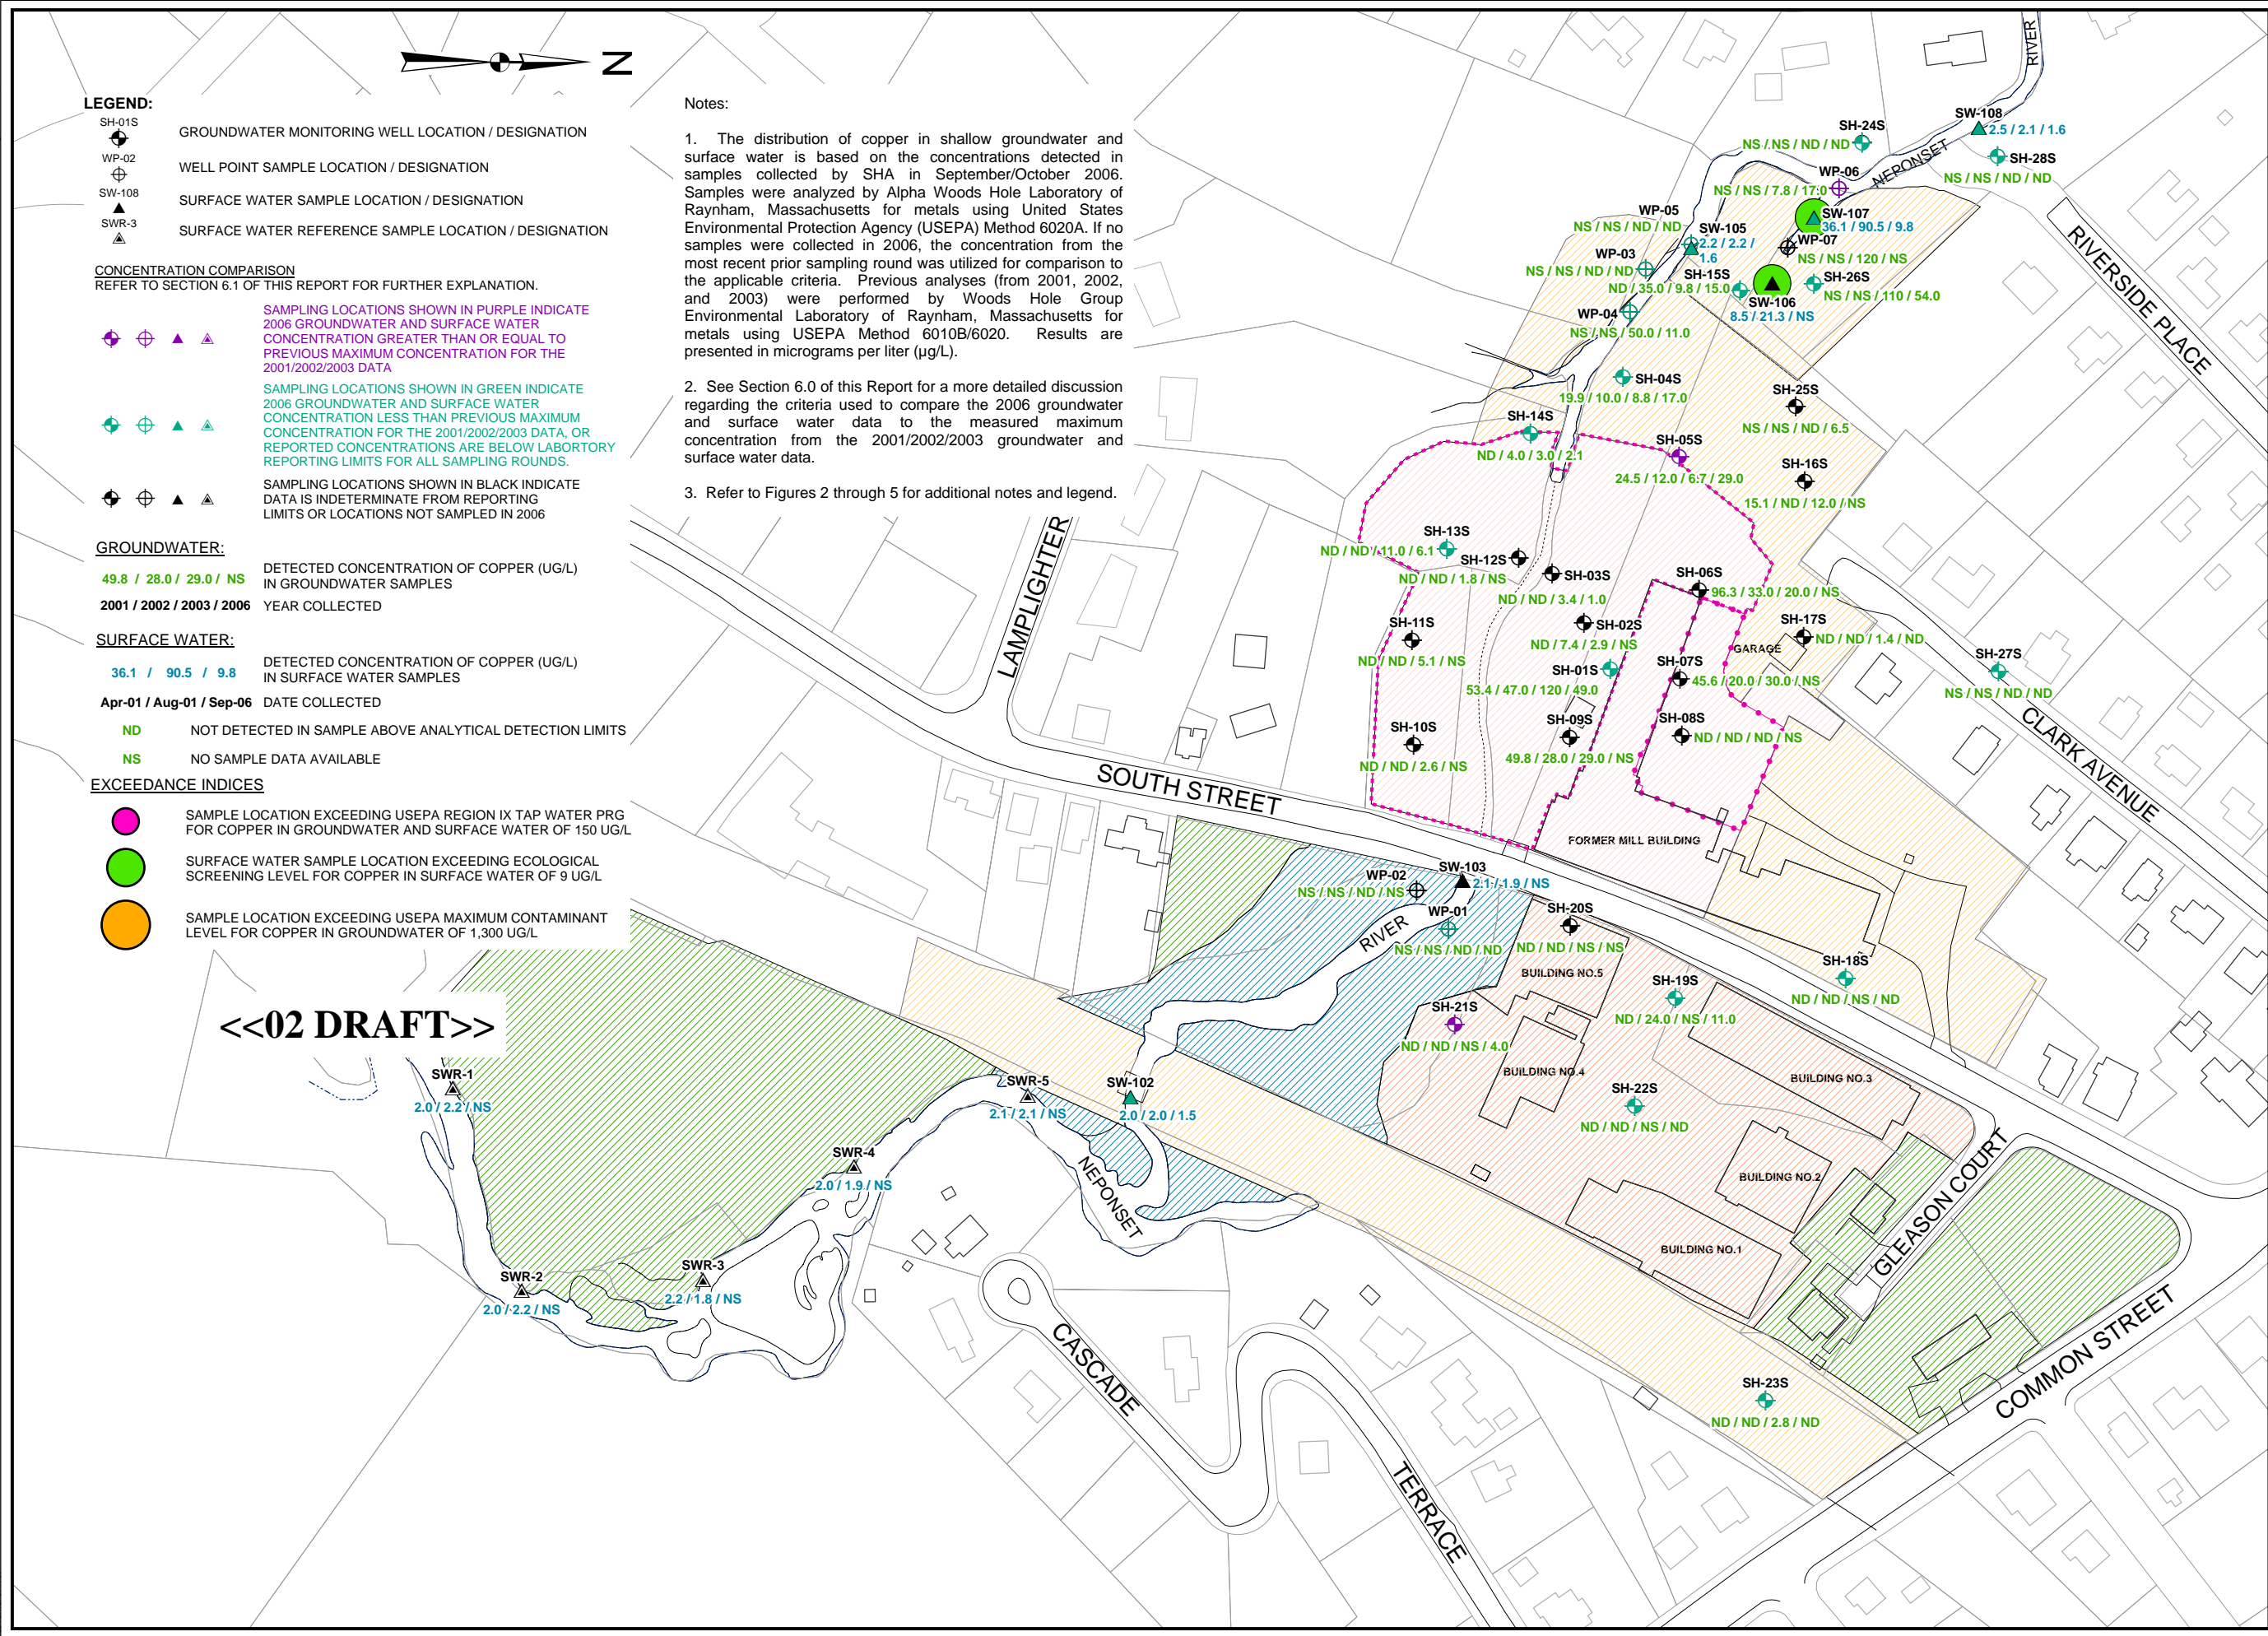 N
LEGEND:
SH-01S
GROUNDWATER MONITORING WELL LOCATION / DESIGNATION
WP-02
WELL POINT SAMPLE LOCATION / DESIGNATION
SW-108
SURFACE WATER SAMPLE LOCATION / DESIGNATION
SWR-3
SURFACE WATER REFERENCE SAMPLE LOCATION / DESIGNATION
CONCENTRATION COMPARISON
REFER TO SECTION 6.1 OF THIS REPORT FOR FURTHER EXPLANATION.
SAMPLING LOCATIONS SHOWN IN PURPLE INDICATE
2006 GROUNDWATER AND SURFACE WATER
CONCENTRATION GREATER THAN OR EQUAL TO
PREVIOUS MAXIMUM CONCENTRATION FOR THE
2001/2002/2003 DATA
SAMPLING LOCATIONS SHOWN IN GREEN INDICATE
2006 GROUNDWATER AND SURFACE WATER
CONCENTRATION LESS THAN PREVIOUS MAXIMUM
CONCENTRATION FOR THE 2001/2002/2003 DATA, OR
REPORTED CONCENTRATIONS ARE BELOW LABORTORY
REPORTING LIMITS FOR ALL SAMPLING ROUNDS.
SAMPLING LOCATIONS SHOWN IN BLACK INDICATE
DATA IS INDETERMINATE FROM REPORTING
LIMITS OR LOCATIONS NOT SAMPLED IN 2006
GROUNDWATER:
49.8 / 28.0 / 29.0 / NS
DETECTED CONCENTRATION OF COPPER (UG/L)
IN GROUNDWATER SAMPLES
2001 / 2002 / 2003 / 2006 YEAR COLLECTED
SURFACE WATER:
36.1 / 90.5 / 9.8
DETECTED CONCENTRATION OF COPPER (UG/L)
IN SURFACE WATER SAMPLES
Apr-01 / Aug-01 / Sep-06 DATE COLLECTED
ND NOT DETECTED IN SAMPLE ABOVE ANALYTICAL DETECTION LIMITS
NS NO SAMPLE DATA AVAILABLE
EXCEEDANCE INDICES
SAMPLE LOCATION EXCEEDING USEPA REGION IX TAP WATER PRG
FOR COPPER IN GROUNDWATER AND SURFACE WATER OF 150 UG/L
SURFACE WATER SAMPLE LOCATION EXCEEDING ECOLOGICAL
SCREENING LEVEL FOR COPPER IN SURFACE WATER OF 9 UG/L
SAMPLE LOCATION EXCEEDING USEPA MAXIMUM CONTAMINANT
LEVEL FOR COPPER IN GROUNDWATER OF 1,300 UG/L
<<02 DRAFT>>
Notes:
1. The distribution of copper in shallow groundwater and
surface water is based on the concentrations detected in
samples collected by SHA in September/October 2006.
Samples were analyzed by Alpha Woods Hole Laboratory of
Raynham, Massachusetts for metals using United States
Environmental Protection Agency (USEPA) Method 6020A. If no
samples were collected in 2006, the concentration from the
most recent prior sampling round was utilized for comparison to
the applicable criteria. Previous analyses (from 2001, 2002,
and 2003) were performed by Woods Hole Group
Environmental Laboratory of Raynham, Massachusetts for
metals using USEPA Method 6010B/6020. Results are
presented in micrograms per liter (µg/L).
2. See Section 6.0 of this Report for a more detailed discussion
regarding the criteria used to compare the 2006 groundwater
and surface water data to the measured maximum
concentration from the 2001/2002/2003 groundwater and
surface water data.
3. Refer to Figures 2 through 5 for additional notes and legend.
RIVER
SW-108
2.5 / 2.1 / 1.6
SH-24S
NS / NS / ND / ND
SH-28S
NS / NS / ND / ND
NEPONSET
WP-06
NS / NS / 7.8 / 17.0
SW-107
36.1 / 90.5 / 9.8
WP-05
NS / NS / ND / ND
SW-105
2.2 / 2.2 /
1.6
WP-07
NS / NS / 120 / NS
WP-03
NS / NS / ND / ND
SH-15S
ND / 35.0 / 9.8 / 15.0
SH-26S
NS / NS / 110 / 54.0
SW-106
8.5 / 21.3 / NS
WP-04
NS / NS / 50.0 / 11.0
RIVERSIDE PLACE
SH-04S
19.9 / 10.0 / 8.8 / 17.0
SH-25S
NS / NS / ND / 6.5
SH-14S
ND / 4.0 / 3.0 / 2.1
SH-05S
24.5 / 12.0 / 6.7 / 29.0
SH-16S
15.1 / ND / 12.0 / NS
SH-13S
ND / ND / 11.0 / 6.1
SH-12S
ND / ND / 1.8 / NS
SH-03S
ND / ND / 3.4 / 1.0
SH-06S
96.3 / 33.0 / 20.0 / NS
SH-11S
ND / ND / 5.1 / NS
SH-02S
ND / 7.4 / 2.9 / NS
SH-17S
ND / ND / 1.4 / ND
GARAGE
SH-27S
NS / NS / ND / ND
SH-01S
53.4 / 47.0 / 120 / 49.0
SH-07S
45.6 / 20.0 / 30.0 / NS
SH-10S
ND / ND / 2.6 / NS
SH-09S
49.8 / 28.0 / 29.0 / NS
SH-08S
ND / ND / ND / NS
CLARK AVENUE
LAMPLIGHTER
SOUTH STREET
FORMER MILL BUILDING
WP-02
NS / NS / ND / NS
SW-103
2.1 / 1.9 / NS
WP-01
NS / NS / ND / ND
RIVER
SH-20S
ND / ND / NS / NS
BUILDING NO.5
SH-18S
ND / ND / NS / ND
SH-19S
ND / 24.0 / NS / 11.0
SH-21S
ND / ND / NS / 4.0
BUILDING NO.4
BUILDING NO.3
SH-22S
ND / ND / NS / ND
BUILDING NO.2
BUILDING NO.1
GLEASON COURT
COMMON STREET
SWR-1
2.0 / 2.2 / NS
SWR-5
2.1 / 2.1 / NS
SW-102
2.0 / 2.0 / 1.5
SWR-4
2.0 / 1.9 / NS
NEPONSET
SWR-2
2.0 / 2.2 / NS
SWR-3
2.2 / 1.8 / NS
CASCADE
TERRACE
SH-23S
ND / ND / 2.8 / ND